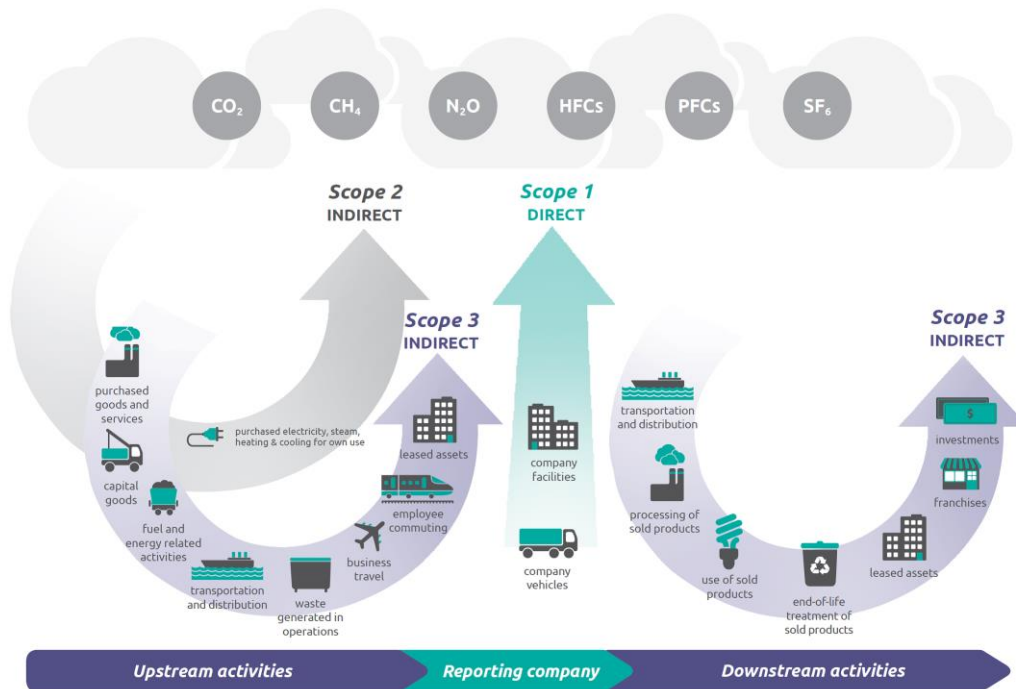 CO₂
CH₄
N₂O
HFCs
PFCs
SF₆
Scope 2
INDIRECT
Scope 1
DIRECT
Scope 3
INDIRECT
Scope 3
INDIRECT
purchased
goods and
services
capital
goods
fuel and
energy related
activities
purchased electricity, steam,
heating & cooling for own use
transportation
and distribution
waste
generated in
operations
business
travel
employee
commuting
leased assets
company
facilities
company
vehicles
transportation
and distribution
processing of
sold products
use of sold
products
end-of-life
treatment of
sold products
leased assets
franchises
$
investments
Upstream activities
Reporting company
Downstream activities